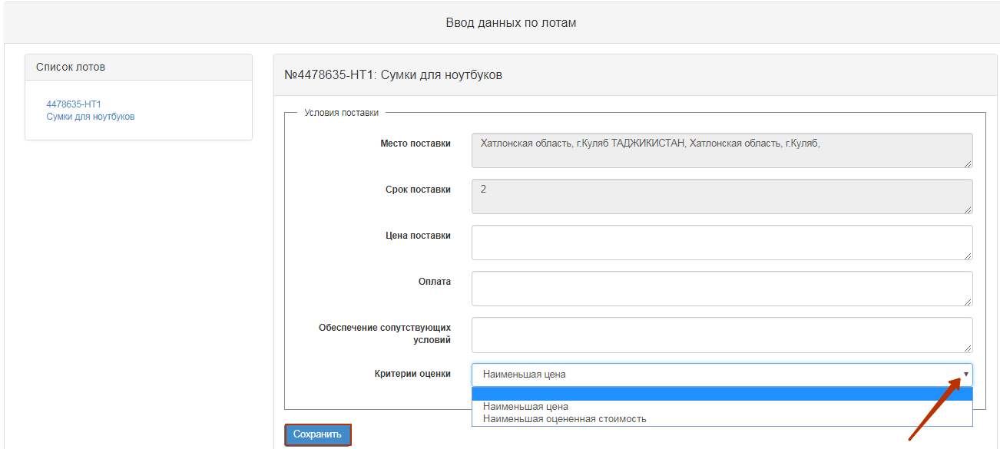 Ввод данных по лотам
Список лотов
4478635-НТ1
Сумки для ноутбуков
№4478635-НТ1: Сумки для ноутбуков
Условия поставки
Место поставки
Хатлонская область, г.Куляб ТАДЖИКИСТАН, Хатлонская область, г.Куляб,
Срок поставки
2
Цена поставки
Оплата
Обеспечение сопутствующих
условий
Критерии оценки
Наименьшая цена
Наименьшая цена
Наименьшая оцененная стоимость
Сохранить